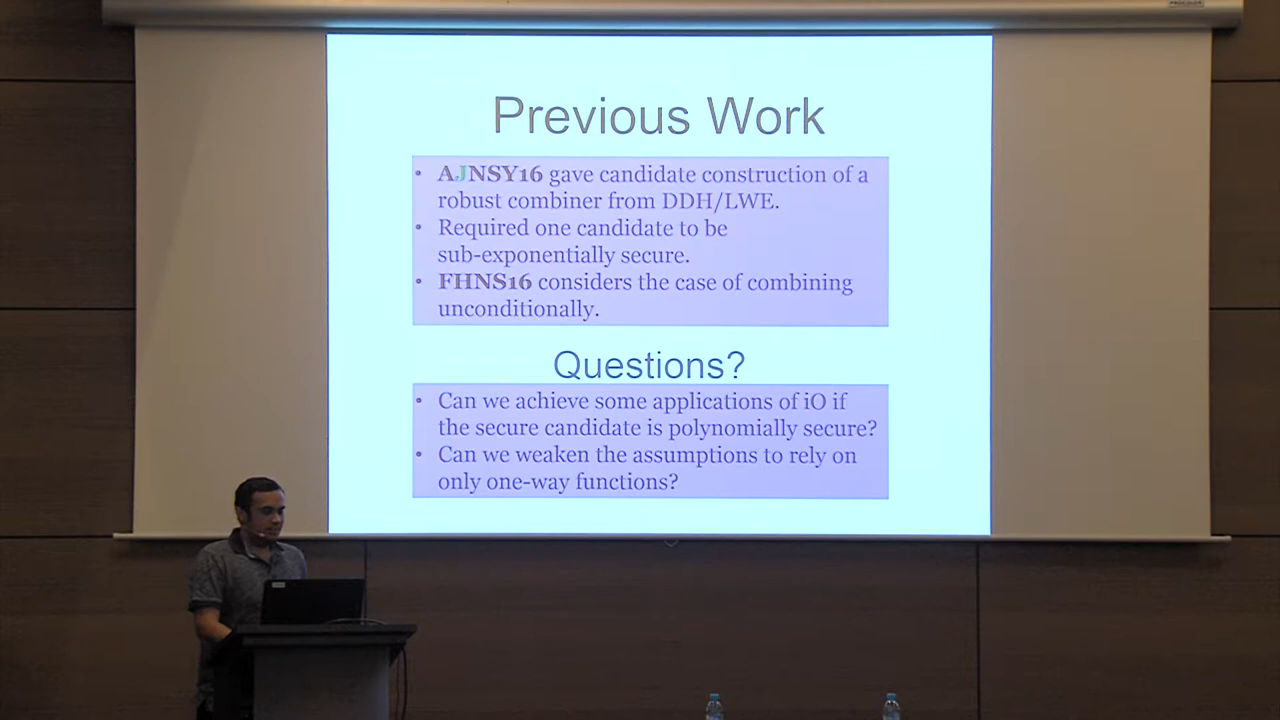 PROCOLOR
Previous Work
• AJNSY16 gave candidate construction of a
robust combiner from DDH/LWE.
• Required one candidate to be
sub-exponentially secure.
• FHNS16 considers the case of combining
unconditionally.
Questions?
• Can we achieve some applications of iO if
the secure candidate is polynomially secure?
• Can we weaken the assumptions to rely on
only one-way functions?